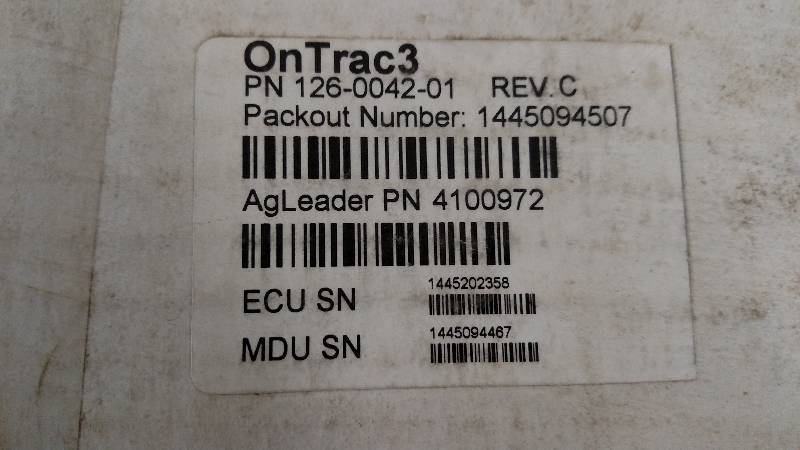 OnTrac3
PN 126-0042-01 REV. C
Packout Number: 1445094507
AgLeader PN 4100972
ECU SN 1445202358
MDU SN 1445094467